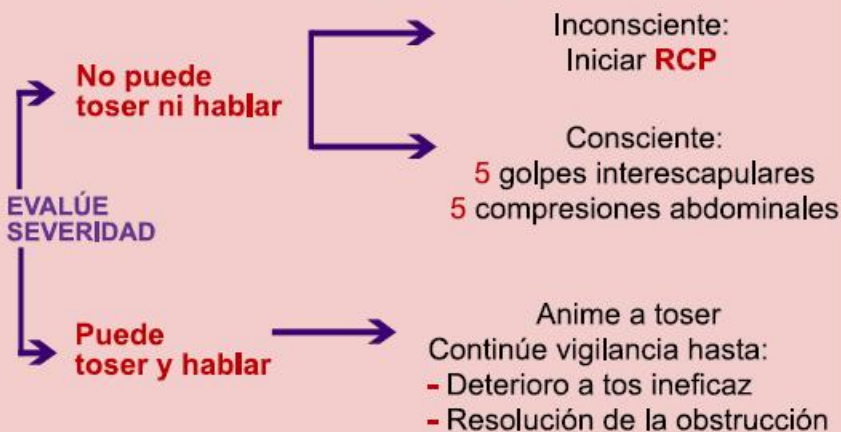 EVALÚE
SEVERIDAD
No puede
toser ni hablar
Inconsciente:
Iniciar RCP
Consciente:
5 golpes interescapulares
5 compresiones abdominales
Puede
toser y hablar
Anime a toser
Continúe vigilancia hasta:
- Deterioro a tos ineficaz
- Resolución de la obstrucción